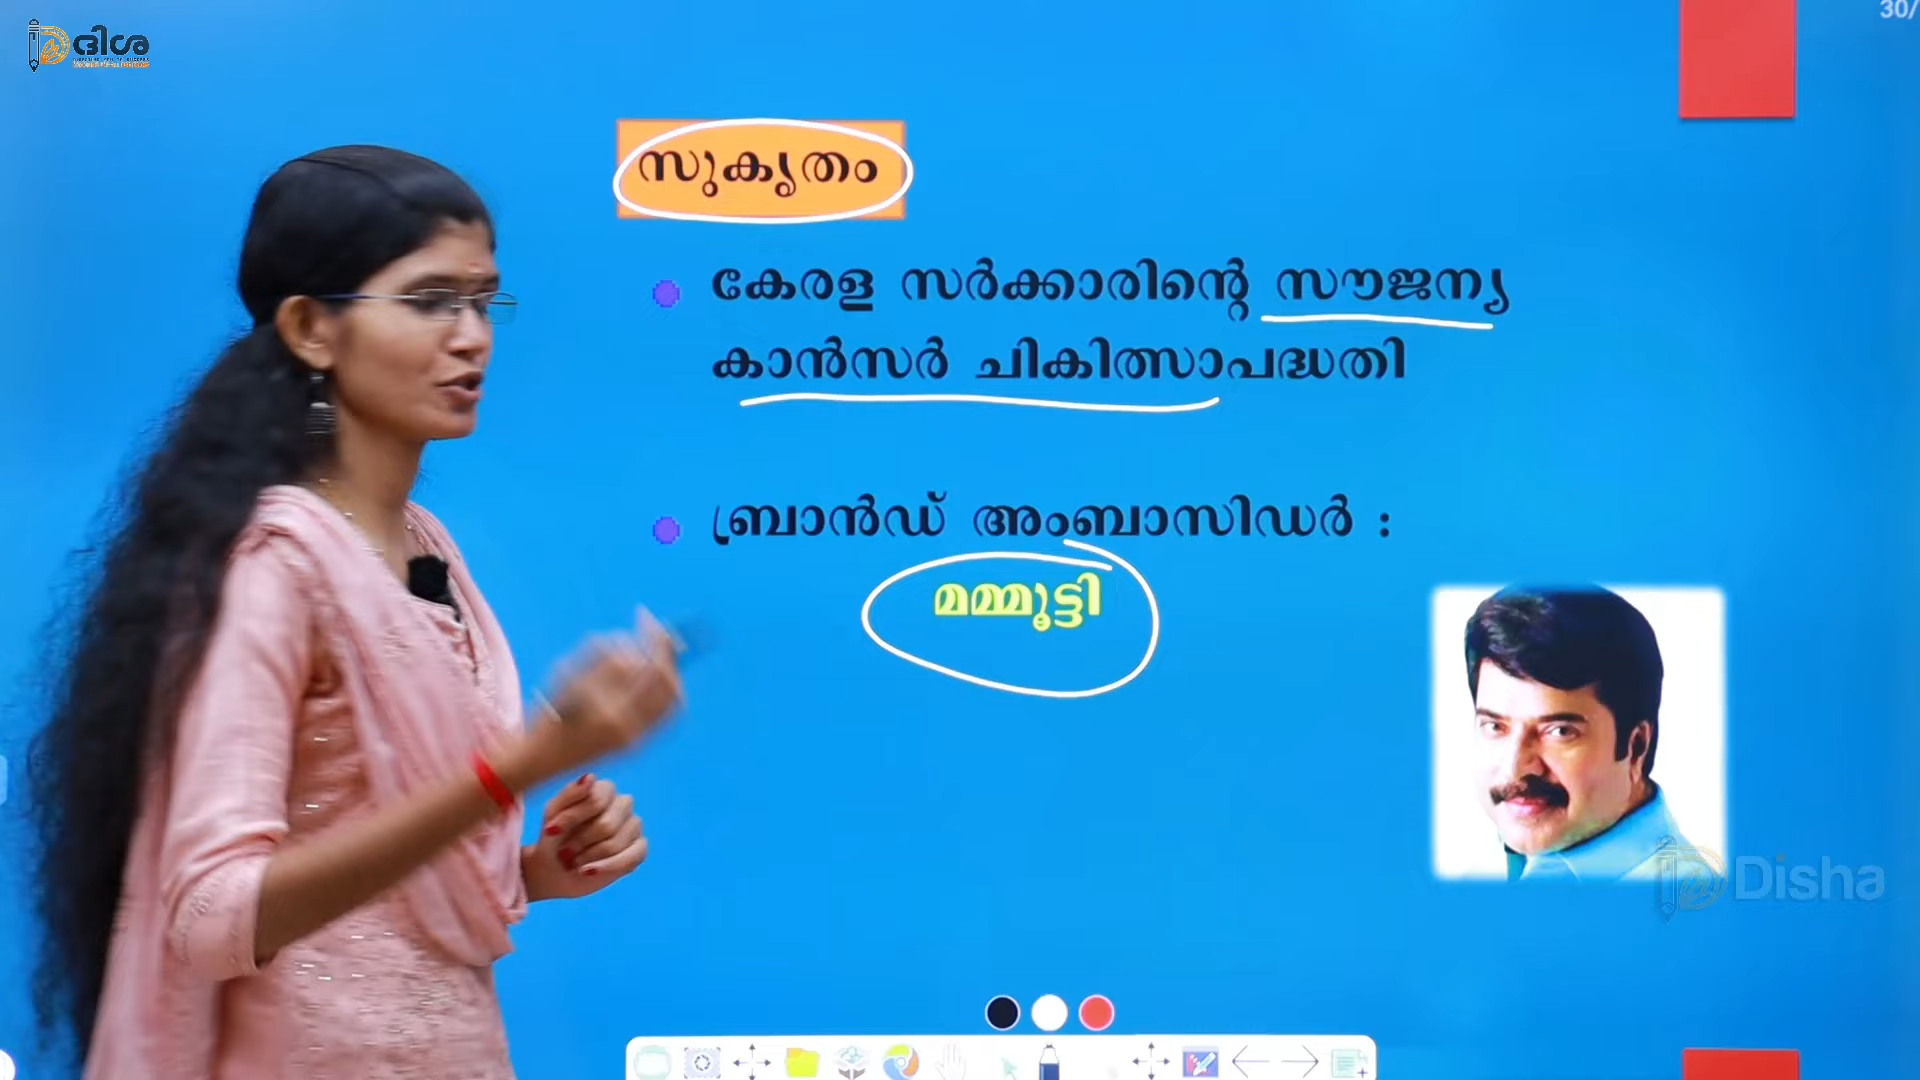 ദിശ
30/
സുകൃതം
കേരള സർക്കാരിന്റെ സൗജന്യ
കാൻസർ ചികിത്സാപദ്ധതി
ബ്രാൻഡ് അംബാസിഡർ :
മമ്മൂട്ടി
Disha